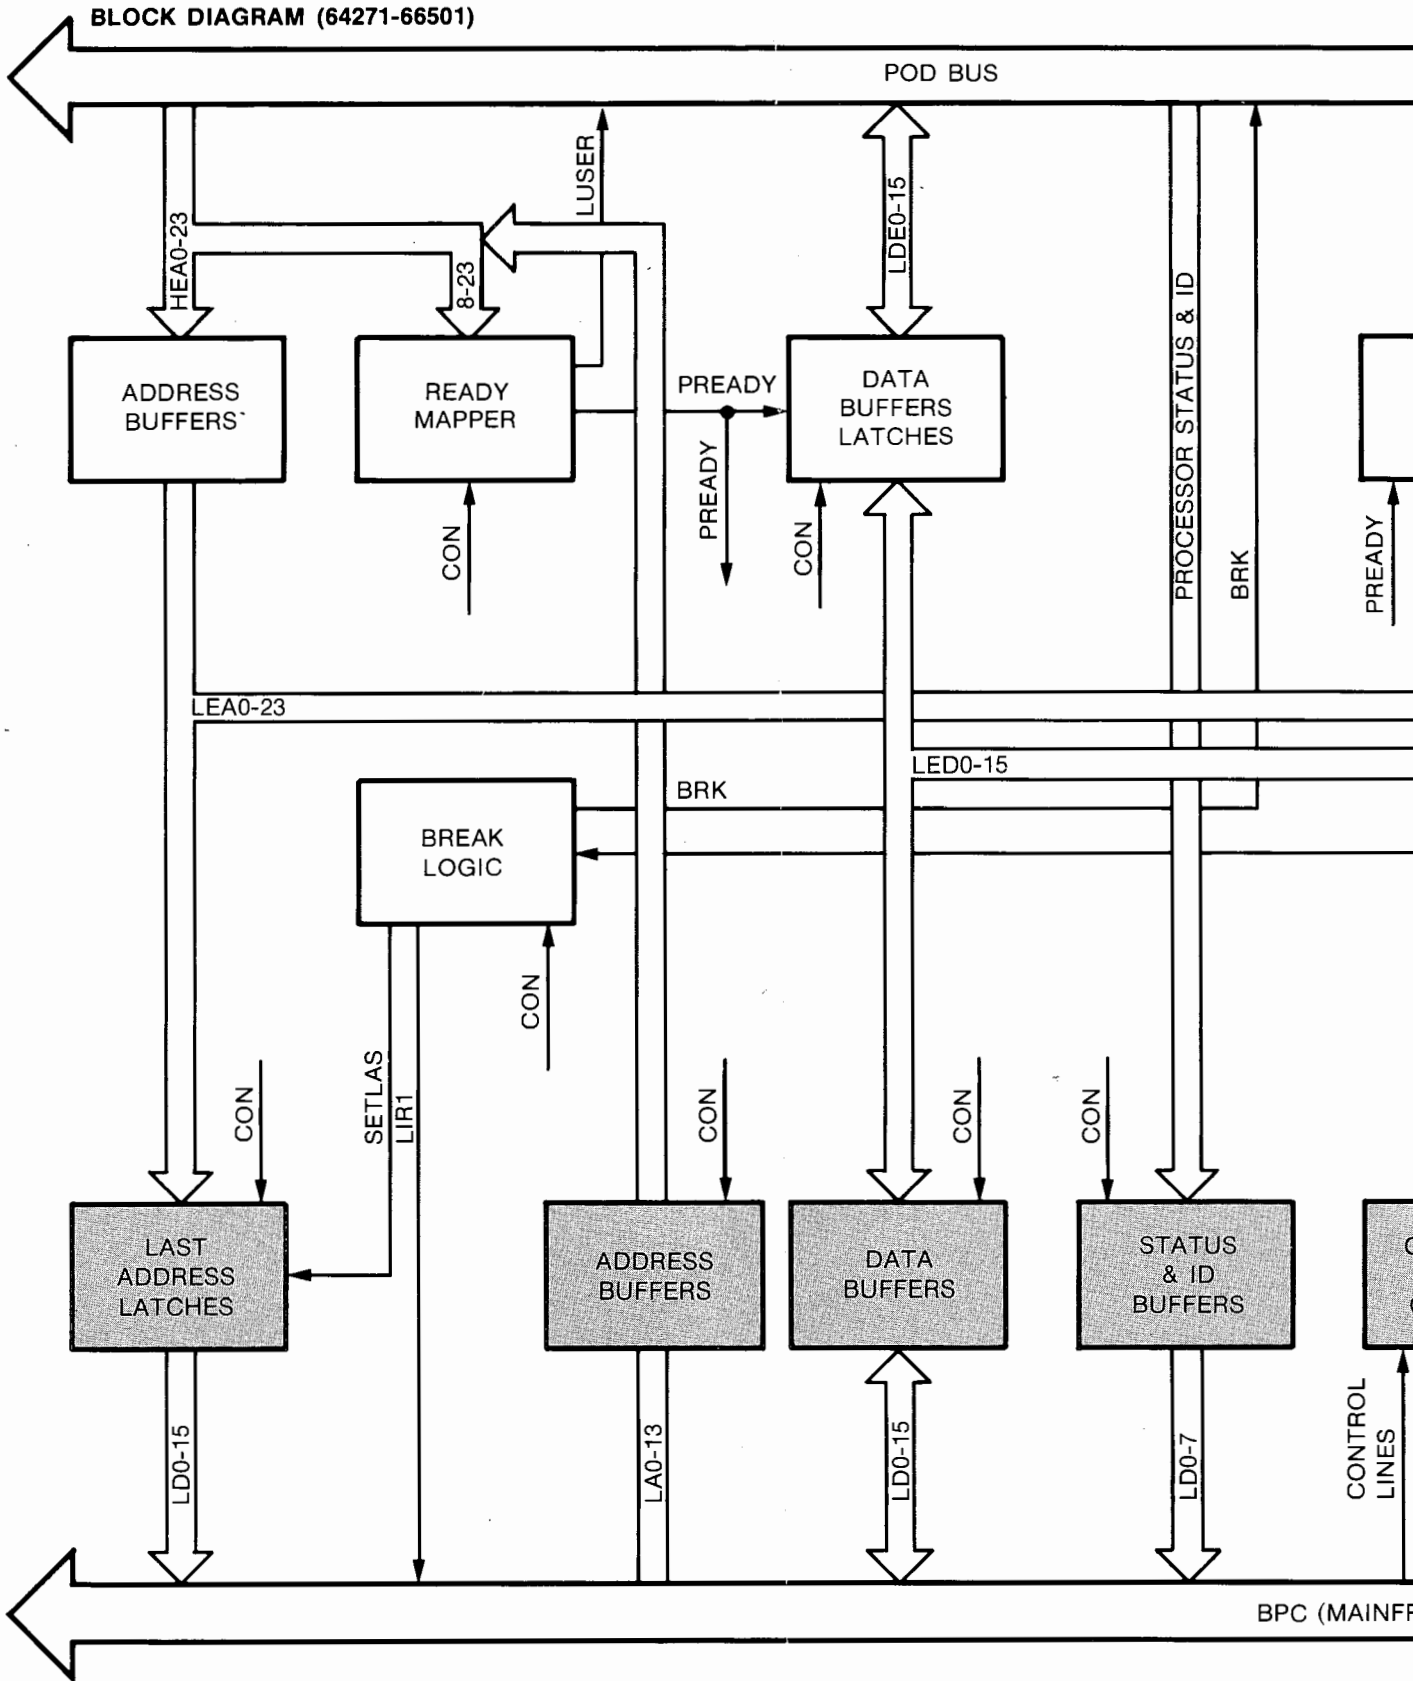 BLOCK DIAGRAM (64271-66501)
POD BUS
LUSER
HEA0-23
8-23
LDE0-15
PROCESSOR STATUS & ID
ADDRESS
BUFFERS
READY
MAPPER
PREADY
PREADY
DATA
BUFFERS
LATCHES
CON
CON
BRK
PREADY
LEA0-23
LED0-15
BRK
BREAK
LOGIC
CON
SETLAS
LIR1
CON
CON
CON
CON
LAST
ADDRESS
LATCHES
ADDRESS
BUFFERS
DATA
BUFFERS
STATUS
& ID
BUFFERS
LD0-15
LA0-13
LD0-15
LD0-7
CONTROL
LINES
BPC (MAINF